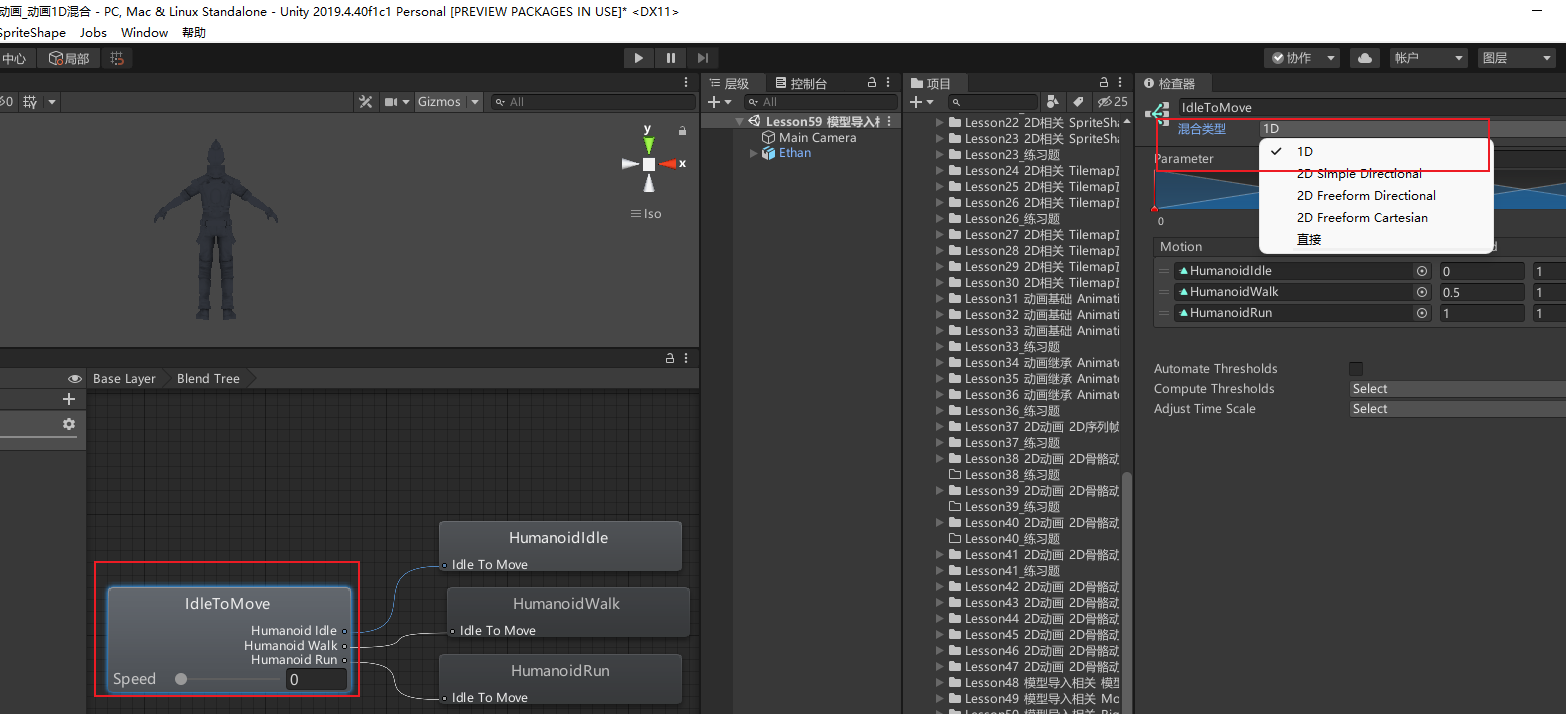 动画_动画1D混合 - PC, Mac & Linux Standalone - Unity 2019.4.40f1c1 Personal [PREVIEW PACKAGES IN USE]* <DX11>
SpriteShape Jobs Window 帮助
中心 局部 协作 帐户 图层
层级 控制台 项目 检查器
Gizmos All All 25
IdleToMove
混合类型 1D
1D
2D Simple Directional
2D Freeform Directional
2D Freeform Cartesian
直接
Parameter
0
Motion
HumanoidIdle 0 1
HumanoidWalk 0.5 1
HumanoidRun 1 1
Automate Thresholds
Compute Thresholds Select
Adjust Time Scale Select
Lesson59 模型导入
Main Camera
Ethan
y
x
Iso
Lesson22 2D相关 SpriteSha
Lesson23 2D相关 SpriteSha
Lesson23_练习题
Lesson24 2D相关 Tilemap
Lesson25 2D相关 Tilemap
Lesson26 2D相关 Tilemap
Lesson26_练习题
Lesson27 2D相关 Tilemap
Lesson28 2D相关 Tilemap
Lesson29 2D相关 Tilemap
Lesson30 2D相关 Tilemap
Lesson31 动画基础 Animati
Lesson32 动画基础 Animati
Lesson33 动画基础 Animati
Lesson33_练习题
Lesson34 动画继承 Animat
Lesson35 动画继承 Animat
Lesson36 动画继承 Animat
Lesson36_练习题
Lesson37 2D动画 2D序列帧
Lesson37_练习题
Lesson38 2D动画 2D骨骼动
Lesson38_练习题
Lesson39 2D动画 2D骨骼动
Lesson39_练习题
Lesson40 2D动画 2D骨骼动
Lesson40_练习题
Lesson41 2D动画 2D骨骼动
Lesson41_练习题
Lesson42 2D动画 2D骨骼动
Lesson43 2D动画 2D骨骼动
Lesson44 2D动画 2D骨骼动
Lesson45 2D动画 2D骨骼动
Lesson46 2D动画 2D骨骼动
Lesson47 2D动画 2D骨骼动
Lesson48 模型导入相关 模型
Lesson49 模型导入相关 Mo
Base Layer Blend Tree
IdleToMove
Humanoid Idle
Humanoid Walk
Humanoid Run
Speed 0
HumanoidIdle
Idle To Move
HumanoidWalk
Idle To Move
HumanoidRun
Idle To Move